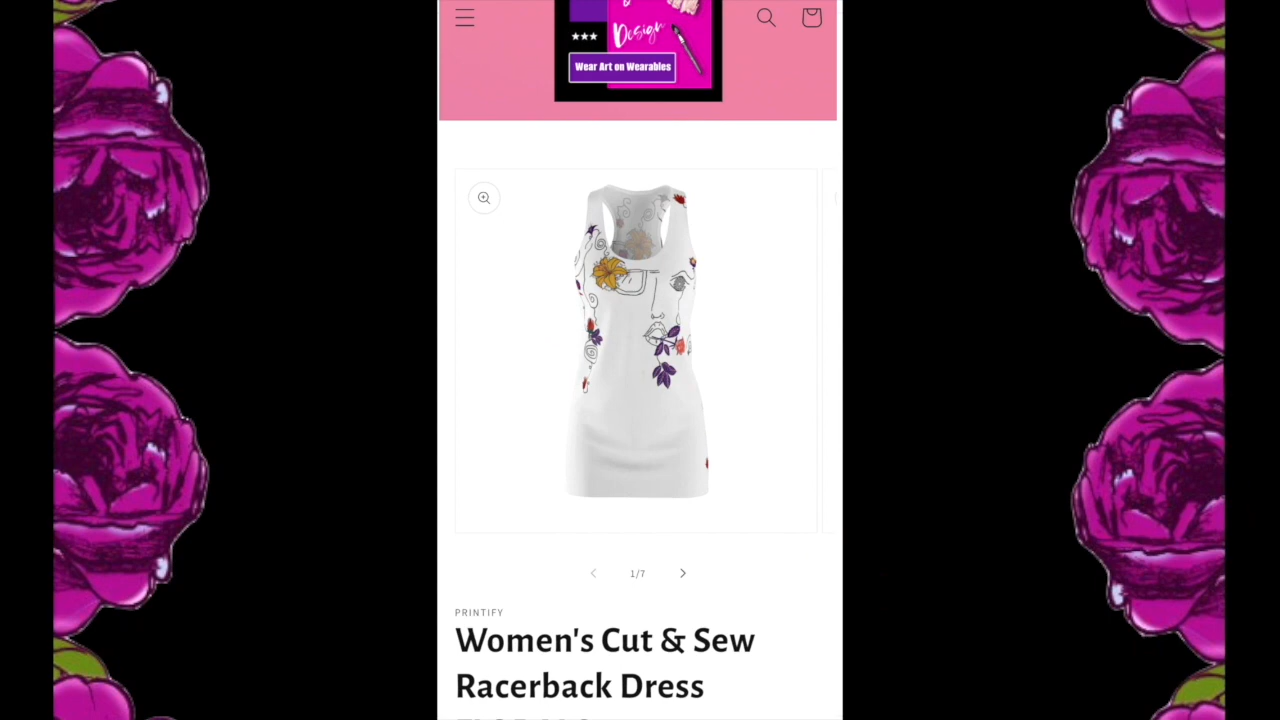 Design
Wear Art on Wearables
1/7
PRINTIFY
Women's Cut & Sew
Racerback Dress